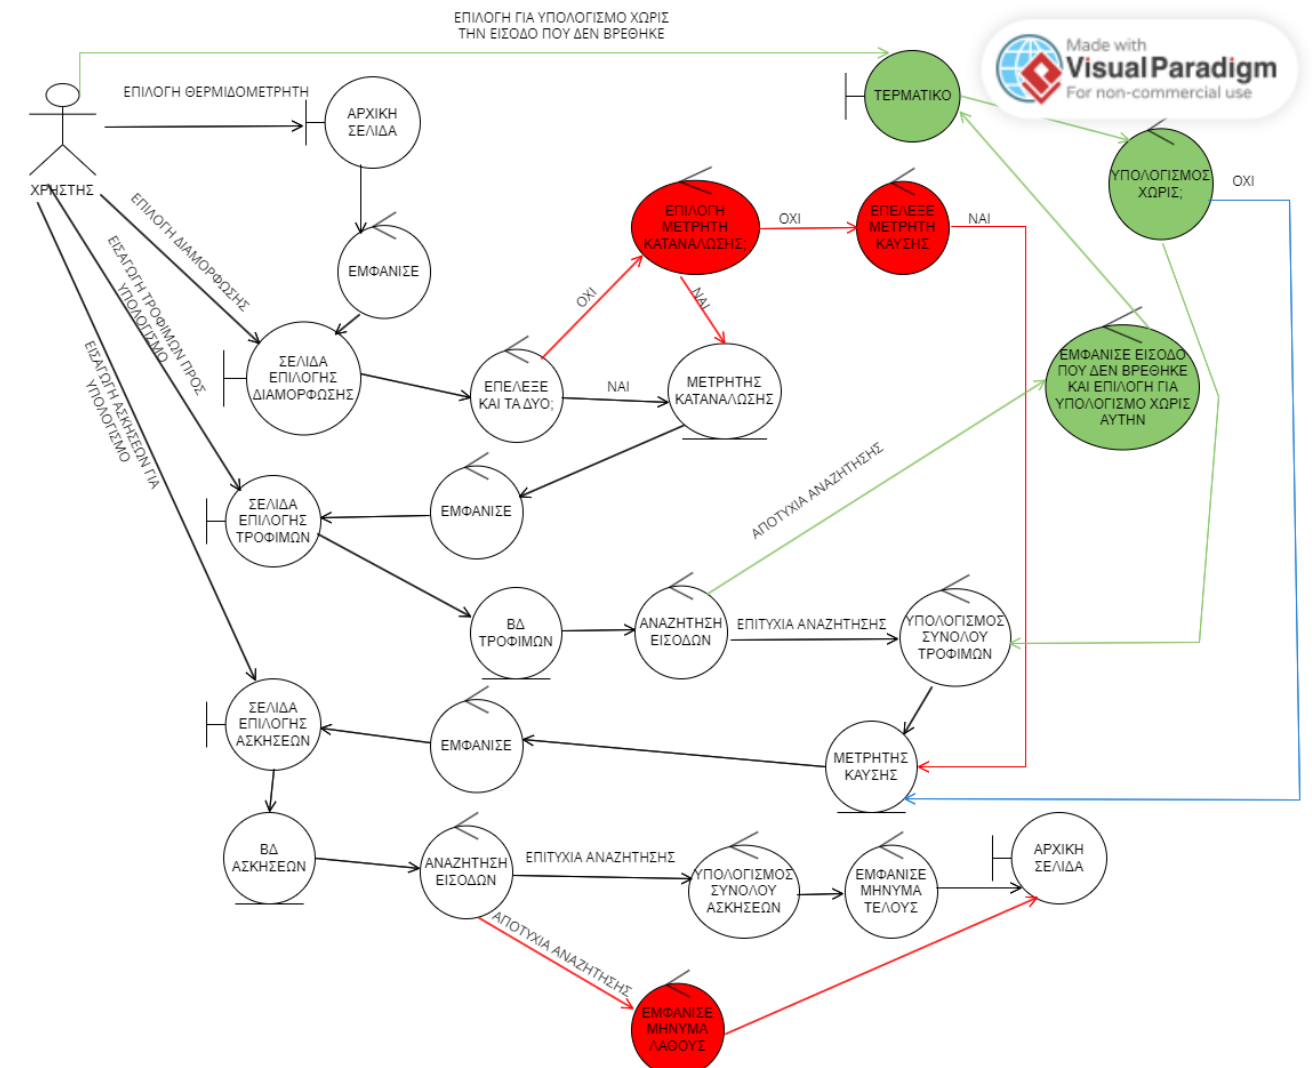 ΕΠΙΛΟΓΗ ΓΙΑ ΥΠΟΛΟΓΙΣΜΟ ΧΩΡΙΣ
ΤΗΝ ΕΙΣΟΔΟ ΠΟΥ ΔΕΝ ΒΡΕΘΗΚΕ
Made with
Visual Paradigm
For non-commercial use
ΕΠΙΛΟΓΗ ΘΕΡΜΙΔΟΜΕΤΡΗΤΗ
ΑΡΧΙΚΗ
ΣΕΛΙΔΑ
ΤΕΡΜΑΤΙΚΟ
ΧΡΗΣΤΗΣ
ΥΠΟΛΟΓΙΣΜΟΣ
ΧΩΡΙΣ;
ΟΧΙ
ΕΠΙΛΟΓΗ ΔΙΑΜΟΡΦΩΣΗΣ
ΕΙΣΑΓΩΓΗ ΤΡΟΦΙΜΩΝ ΠΡΟΣ
ΥΠΟΛΟΓΙΣΜΟ
ΕΙΣΑΓΩΓΗ ΑΣΚΗΣΕΩΝ ΓΙΑ
ΥΠΟΛΟΓΙΣΜΟ
ΕΜΦΑΝΙΣΕ
ΕΠΙΛΟΓΗ
ΜΕΤΡΗΤΗ
ΚΑΤΑΝΑΛΩΣΗΣ;
ΟΧΙ
ΕΠΕΛΕΞΕ
ΜΕΤΡΗΤΗ
ΚΑΥΣΗΣ
ΝΑΙ
ΟΧΙ
ΝΑΙ
ΣΕΛΙΔΑ
ΕΠΙΛΟΓΗΣ
ΔΙΑΜΟΡΦΩΣΗΣ
ΕΠΕΛΕΞΕ
ΚΑΙ ΤΑ ΔΥΟ;
ΝΑΙ
ΜΕΤΡΗΤΗΣ
ΚΑΤΑΝΑΛΩΣΗΣ
ΕΜΦΑΝΙΣΕ ΕΙΣΟΔΟ
ΠΟΥ ΔΕΝ ΒΡΕΘΗΚΕ
ΚΑΙ ΕΠΙΛΟΓΗ ΓΙΑ
ΥΠΟΛΟΓΙΣΜΟ ΧΩΡΙΣ
ΑΥΤΗΝ
ΑΠΟΤΥΧΙΑ ΑΝΑΖΗΤΗΣΗΣ
ΣΕΛΙΔΑ
ΕΠΙΛΟΓΗΣ
ΤΡΟΦΙΜΩΝ
ΕΜΦΑΝΙΣΕ
ΒΔ
ΤΡΟΦΙΜΩΝ
ΑΝΑΖΗΤΗΣΗ
ΕΙΣΟΔΩΝ
ΕΠΙΤΥΧΙΑ ΑΝΑΖΗΤΗΣΗΣ
ΥΠΟΛΟΓΙΣΜΟΣ
ΣΥΝΟΛΟΥ
ΤΡΟΦΙΜΩΝ
ΣΕΛΙΔΑ
ΕΠΙΛΟΓΗΣ
ΑΣΚΗΣΕΩΝ
ΕΜΦΑΝΙΣΕ
ΜΕΤΡΗΤΗΣ
ΚΑΥΣΗΣ
ΒΔ
ΑΣΚΗΣΕΩΝ
ΑΝΑΖΗΤΗΣΗ
ΕΙΣΟΔΩΝ
ΕΠΙΤΥΧΙΑ ΑΝΑΖΗΤΗΣΗΣ
ΥΠΟΛΟΓΙΣΜΟΣ
ΣΥΝΟΛΟΥ
ΑΣΚΗΣΕΩΝ
ΕΜΦΑΝΙΣΕ
ΜΗΝΥΜΑ
ΤΕΛΟΥΣ
ΑΡΧΙΚΗ
ΣΕΛΙΔΑ
ΑΠΟΤΥΧΙΑ ΑΝΑΖΗΤΗΣΗΣ
ΕΜΦΑΝΙΣΕ
ΜΗΝΥΜΑ
ΛΑΘΟΥΣ